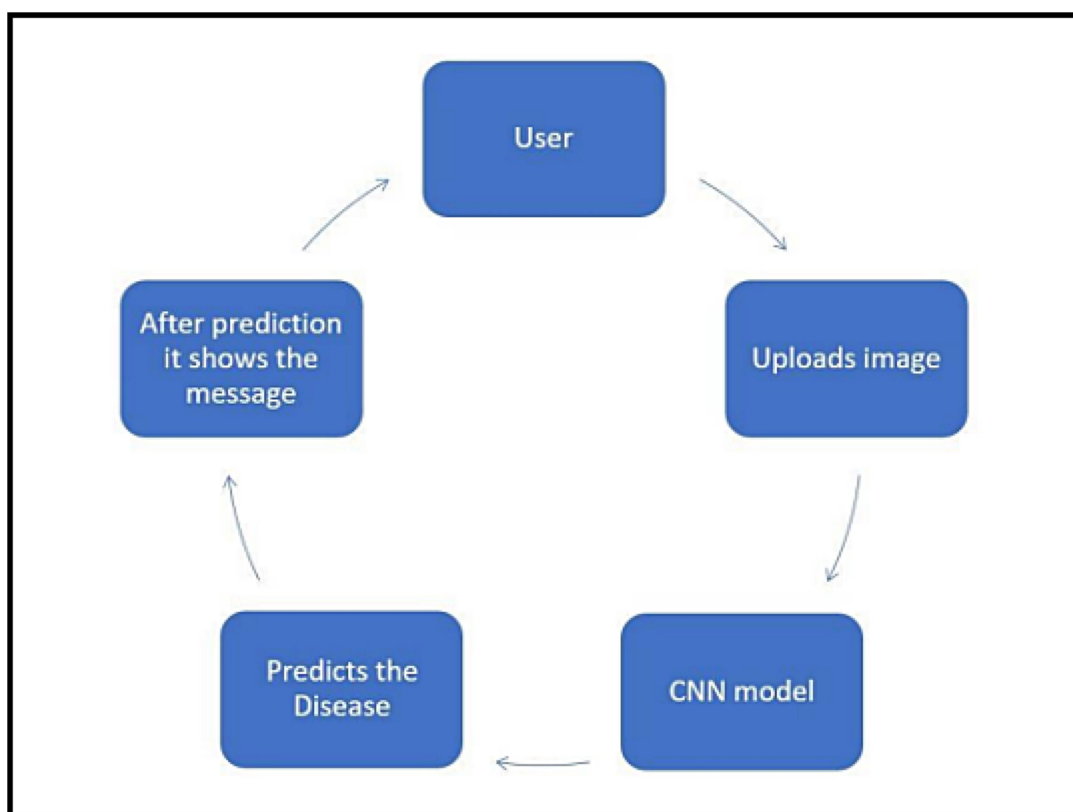 User
Uploads image
CNN model
Predicts the
Disease
After prediction
it shows the
message